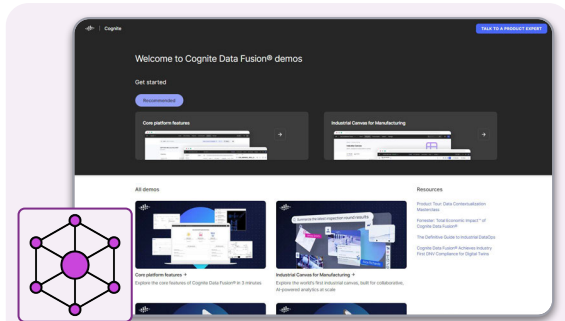 Cognite
TALK TO A PRODUCT EXPERT
Welcome to Cognite Data Fusion® demos
Get started
Recommended
Core platform features
Industrial Canvas for Manufacturing
All demos
Resources
Product Tour: Data Contextualization
Masterclass
Forrester: Total Economic Impact™ of
Cognite Data Fusion®
The Definitive Guide to Industrial DataOps
Cognite Data Fusion® Achieves Industry
First DNV Compliance for Digital Twins
Core platform features →
Explore the core features of Cognite Data Fusion® in 3 minutes
Industrial Canvas for Manufacturing →
Explore the world's first industrial canvas, built for collaborative,
AI-powered analytics at scale